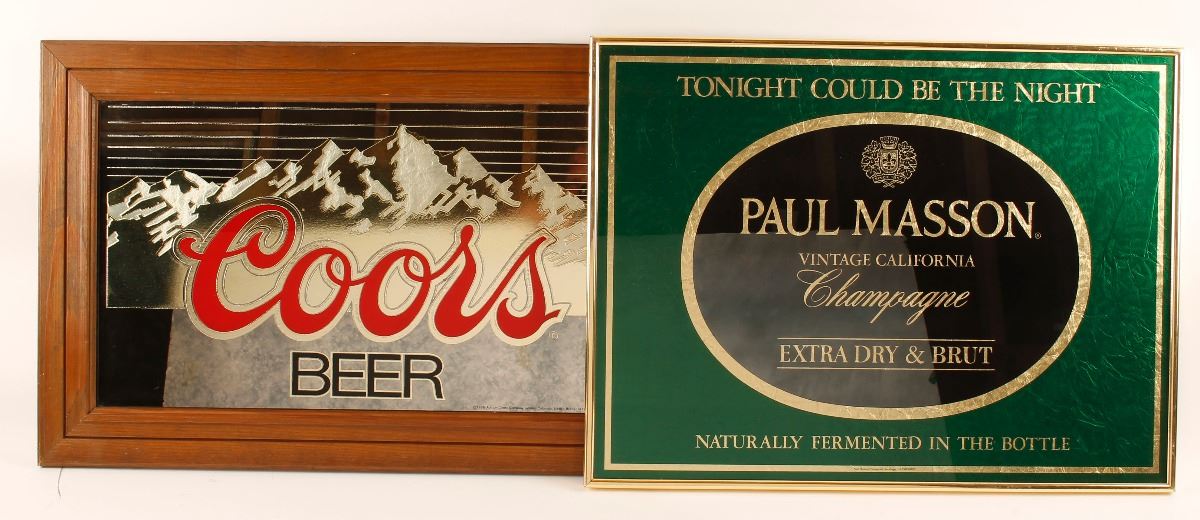 Coors
BEER
TONIGHT COULD BE THE NIGHT
PAUL MASSON®
VINTAGE CALIFORNIA
Champagne
EXTRA DRY & BRUT
NATURALLY FERMENTED IN THE BOTTLE